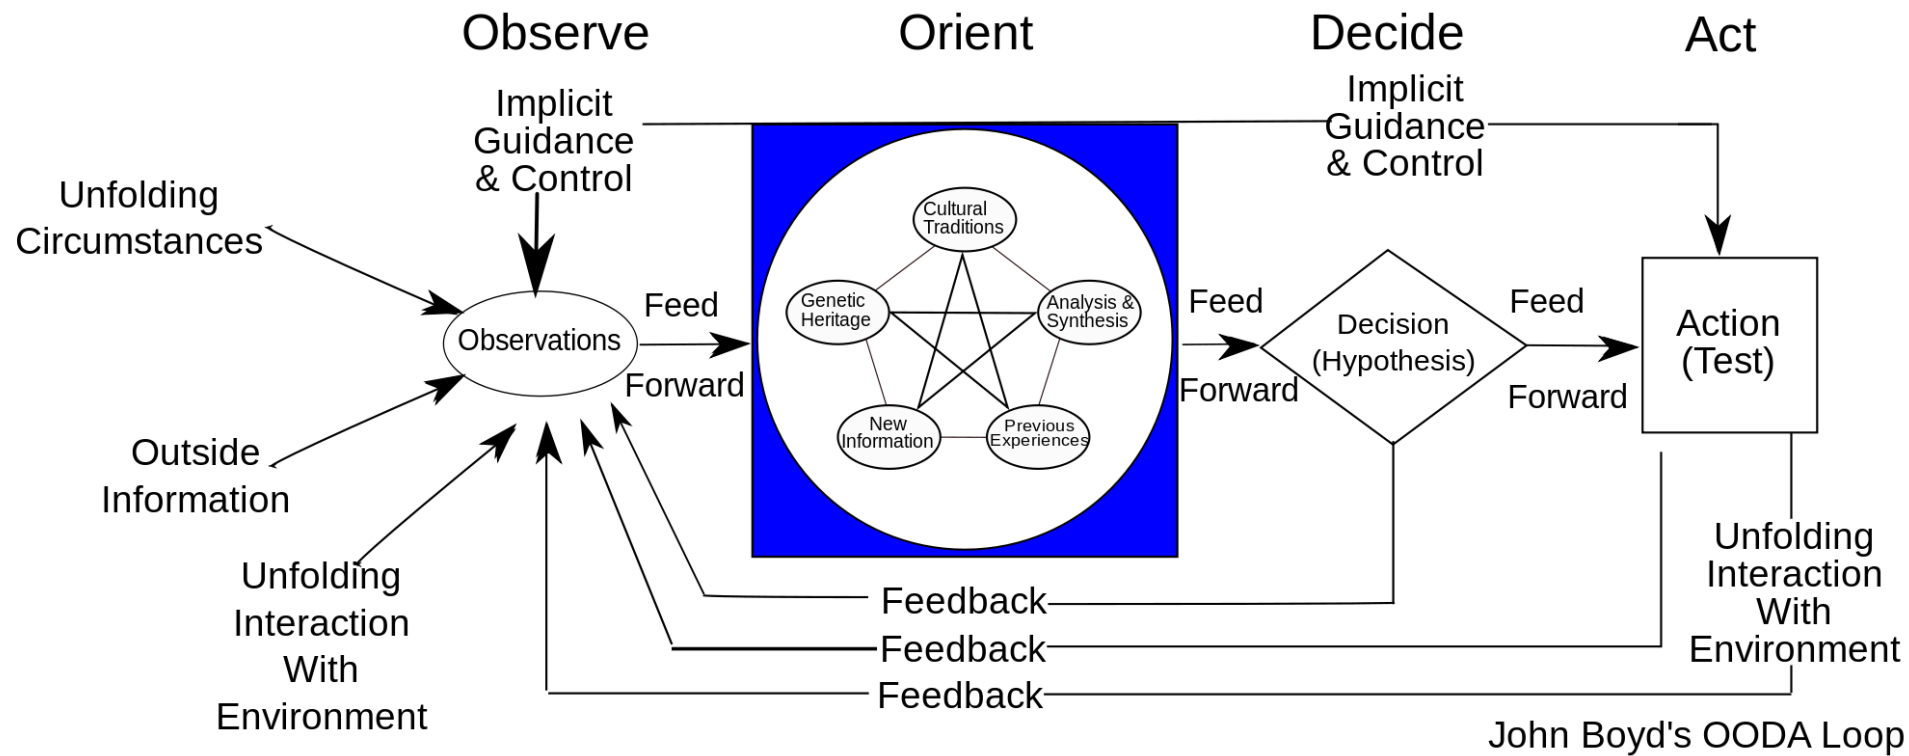 Observe
Orient
Decide
Act
Implicit
Guidance
& Control
Implicit
Guidance
& Control
Unfolding
Circumstances
Cultural
Traditions
Genetic
Heritage
Analysis &
Synthesis
New
Information
Previous
Experiences
Observations
Feed
Forward
Feed
Forward
Decision
(Hypothesis)
Feed
Forward
Action
(Test)
Outside
Information
Unfolding
Interaction
With
Environment
Unfolding
Interaction
With
Environment
Feedback
Feedback
Feedback
John Boyd's OODA Loop